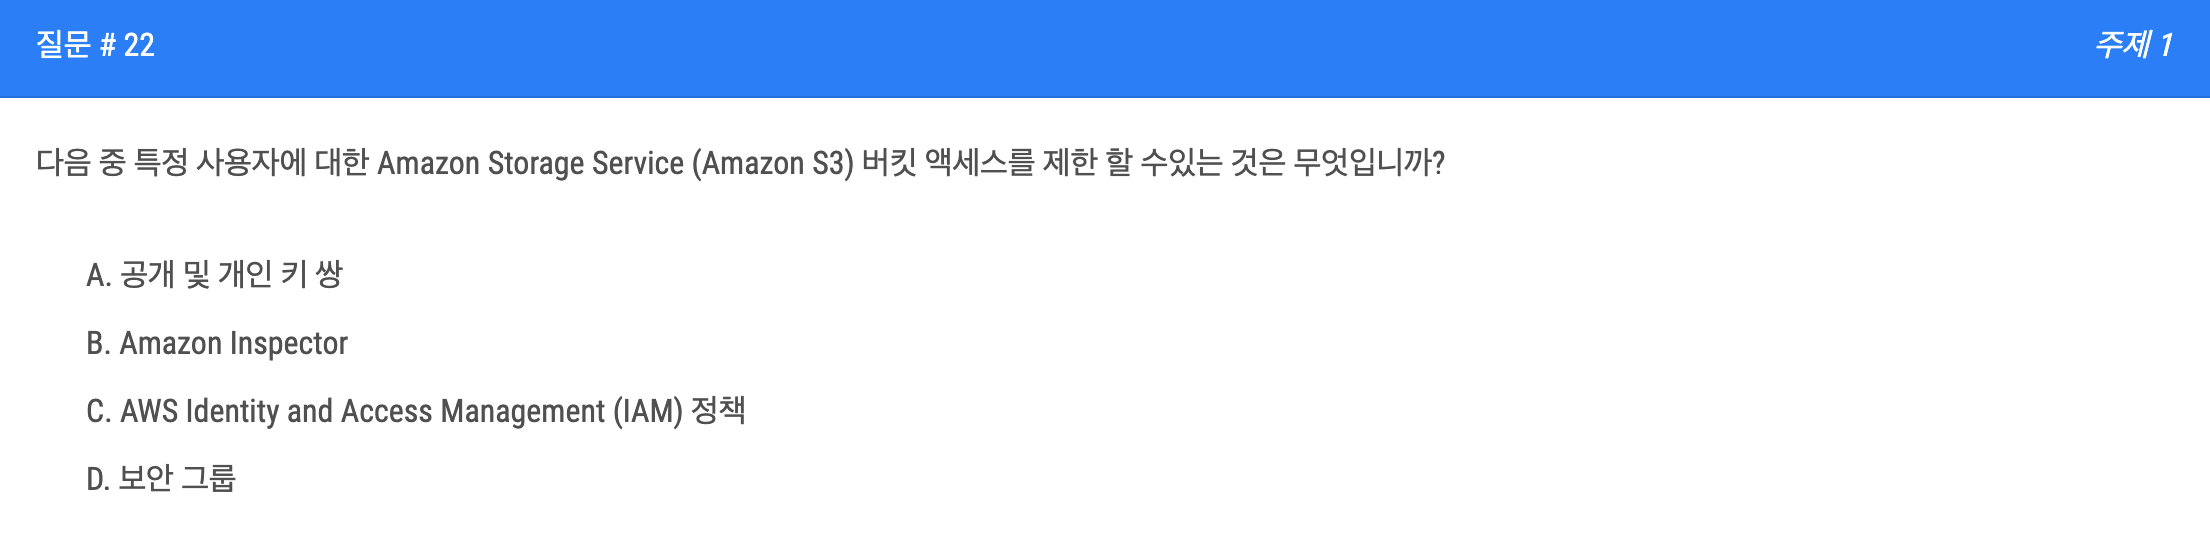 질문 # 22
주제 1
다음 중 특정 사용자에 대한 Amazon Storage Service (Amazon S3) 버킷 액세스를 제한 할 수있는 것은 무엇입니까?
A. 공개 및 개인 키 쌍
B. Amazon Inspector
C. AWS Identity and Access Management (IAM) 정책
D. 보안 그룹